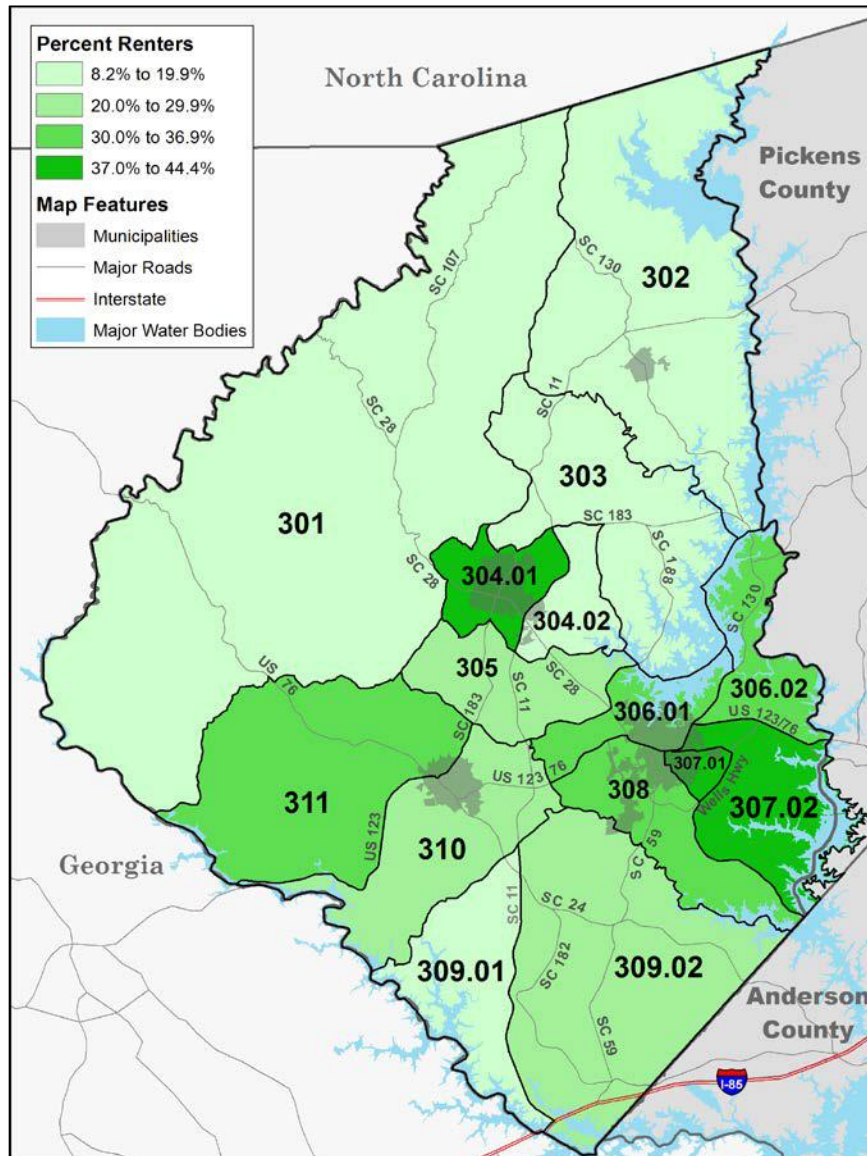 Percent Renters
8.2% to 19.9%
20.0% to 29.9%
30.0% to 36.9%
37.0% to 44.4%
Map Features
Municipalities
Major Roads
Interstate
Major Water Bodies
North Carolina
Pickens
County
SC 107
SC 130
302
SC 11
SC 28
303
301
SC 183
SC 188
SC 28
304.01
304.02
SC 130
305
SC 28
306.02
US 76
SC 183
SC 11
306.01
US 123/76
307.01
US 123/76
308
Wells Hwy
307.02
311
US 123
310
SC 59
Georgia
SC 11
SC 24
309.01
SC 182
309.02
SC 59
Anderson
County
I-85